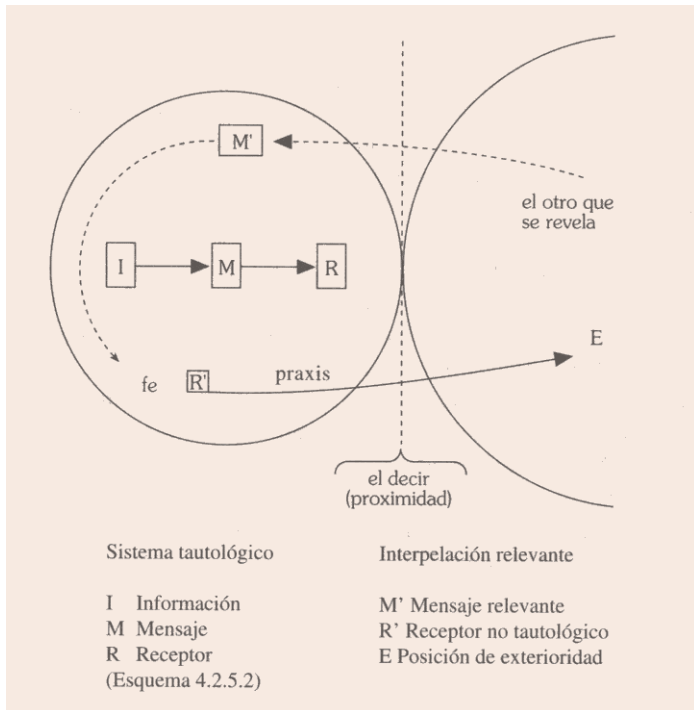 M'
el otro que
se revela
I M R
E
fe R' praxis
el decir
(proximidad)
Sistema tautológico
I Información
M Mensaje
R Receptor
(Esquema 4.2.5.2)
Interpelación relevante
M’ Mensaje relevante
R’ Receptor no tautológico
E Posición de exterioridad